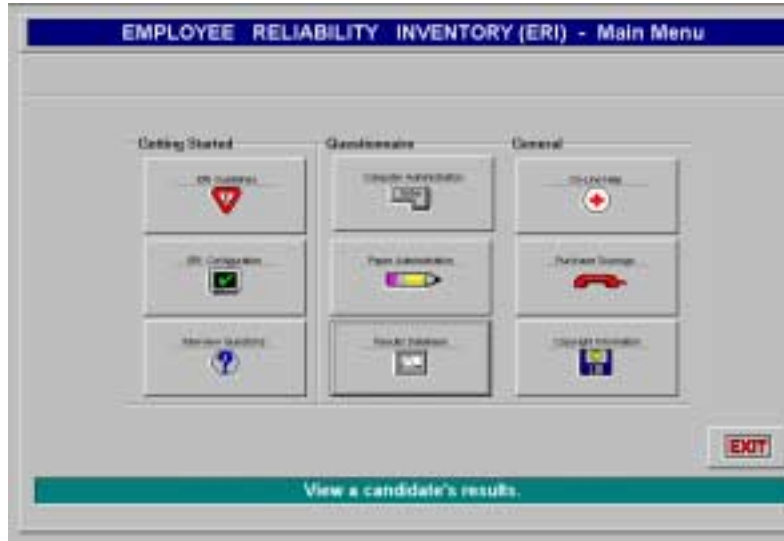 EMPLOYEE RELIABILITY INVENTORY (ERI) - Main Menu
Getting Started Questionnaire General
ERI Guidelines Computer Administration On-Line Help
ERI Configuration Paper Administration Purchase Scorings
Interview Questions Results Database Copyright Information
EXIT
View a candidate's results.